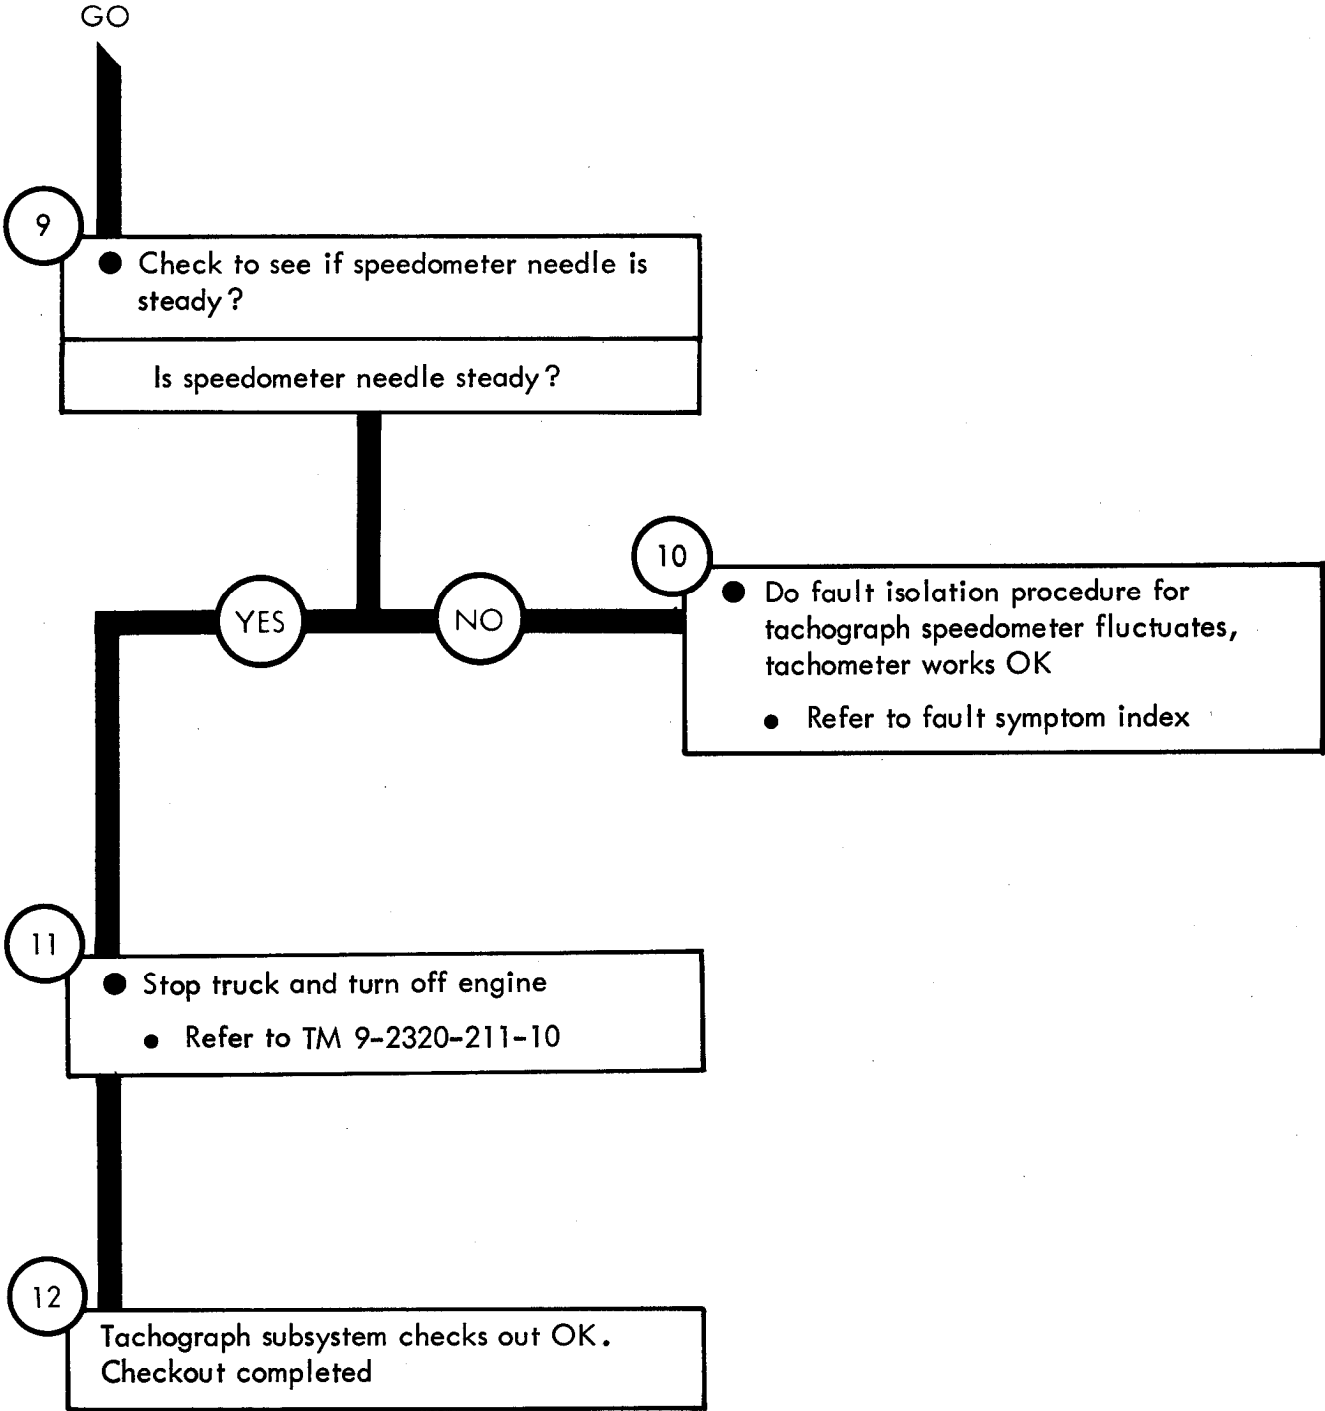 GO
9
● Check to see if speedometer needle is
steady?
Is speedometer needle steady?
YES
NO
10
● Do fault isolation procedure for
tachograph speedometer fluctuates,
tachometer works OK
● Refer to fault symptom index
11
● Stop truck and turn off engine
● Refer to TM 9-2320-211-10
12
Tachograph subsystem checks out OK.
Checkout completed